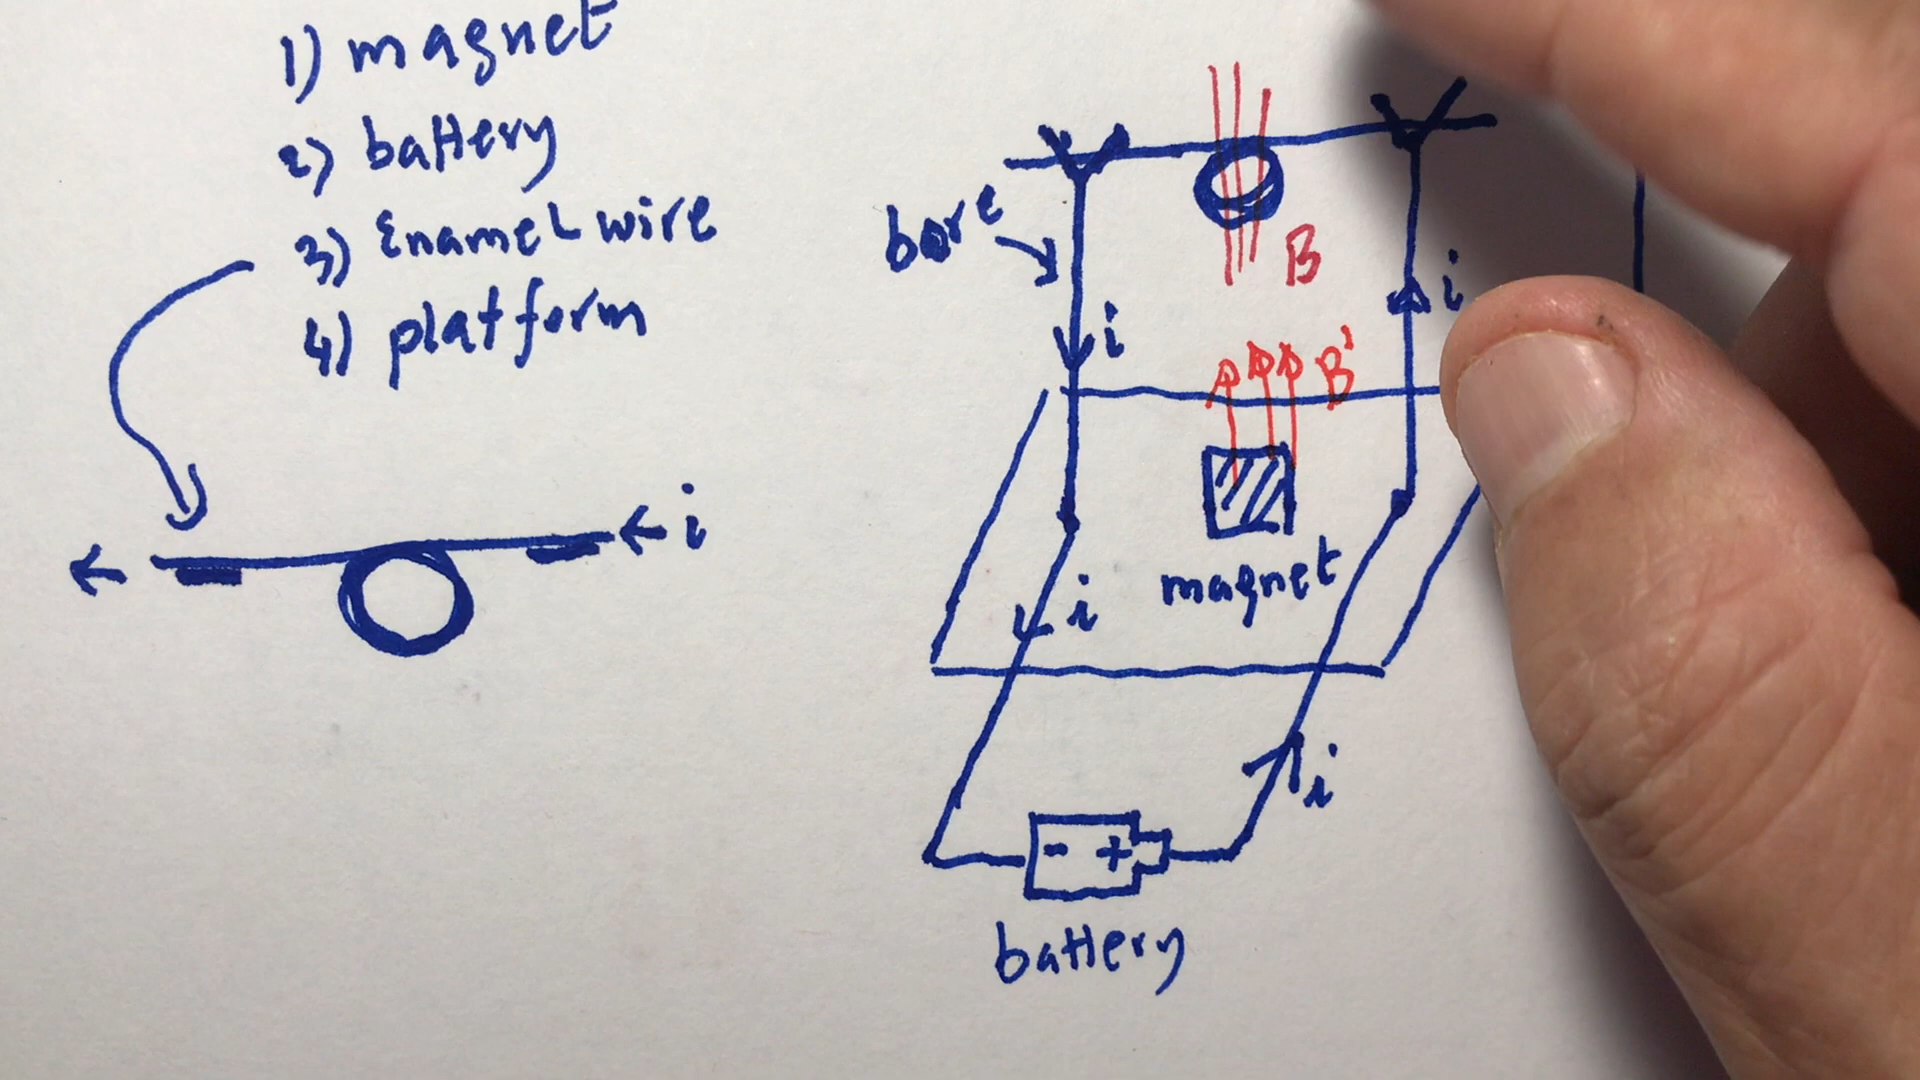 1) magnet
2) battery
3) Enamel wire
4) platform
← i
bare
B
i
i
B'
magnet
i
i
- +
battery